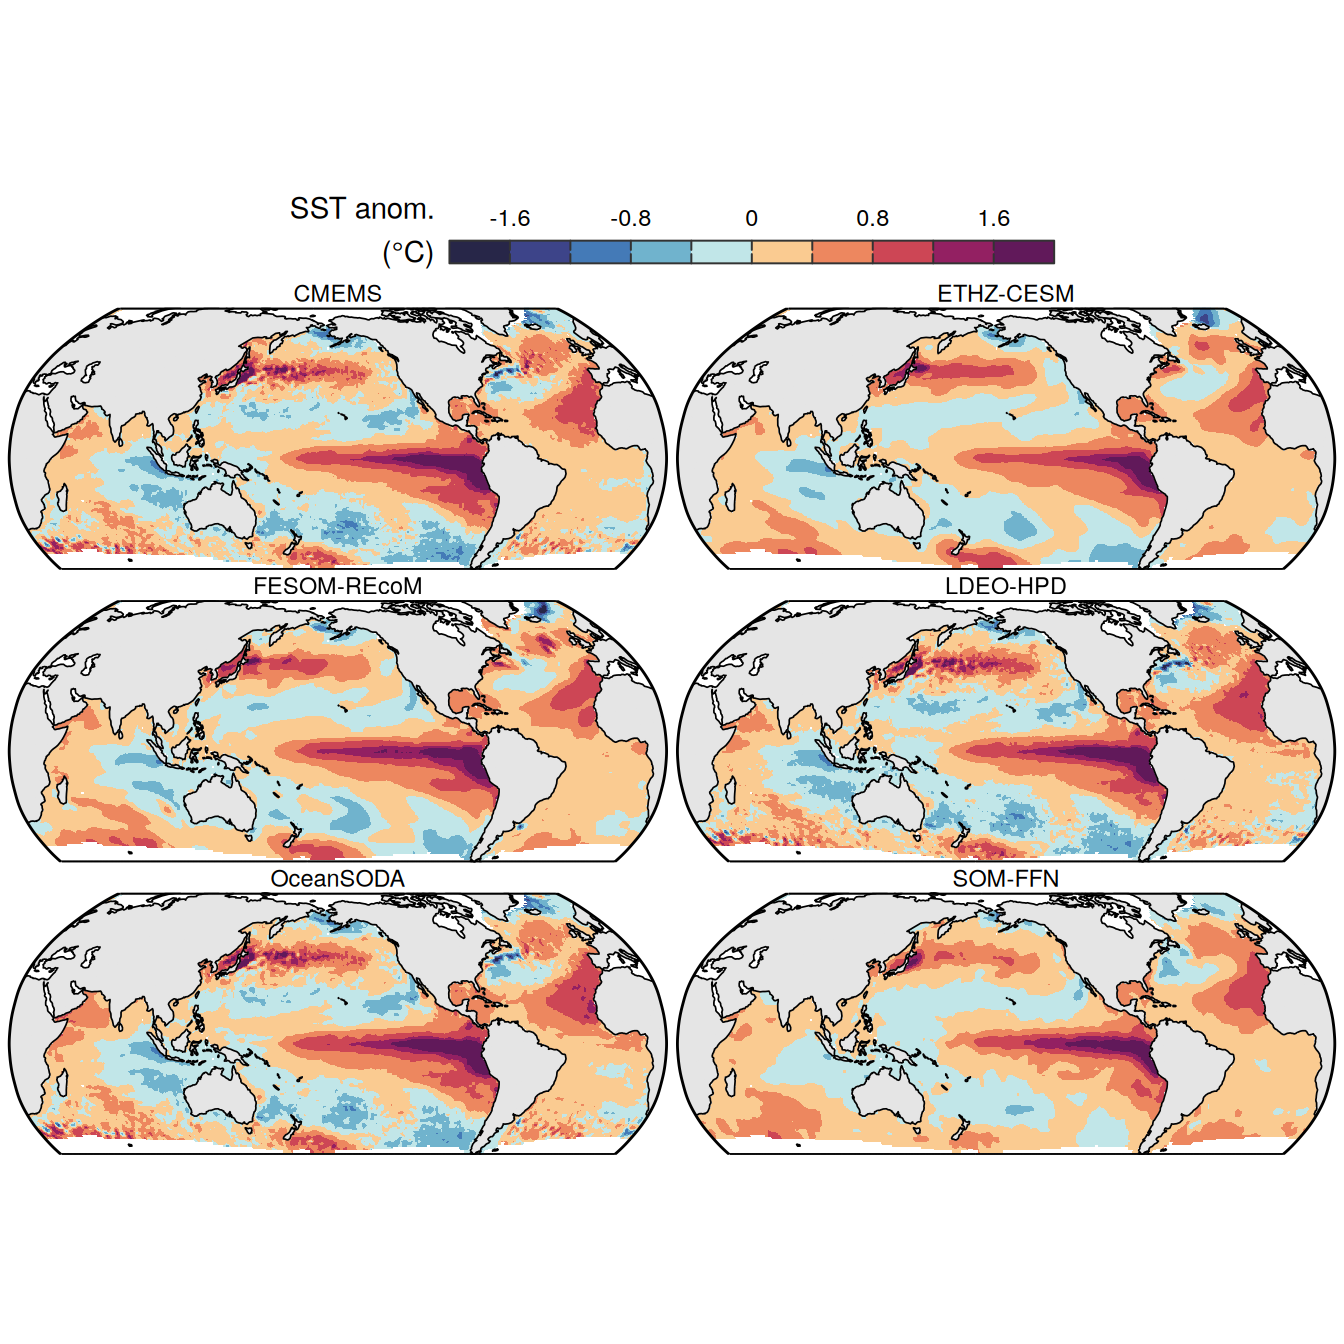 SST anom.
(°C)
-1.6 -0.8 0 0.8 1.6
CMEMS ETHZ-CESM
FESOM-REcoM LDEO-HPD
OceanSODA SOM-FFN